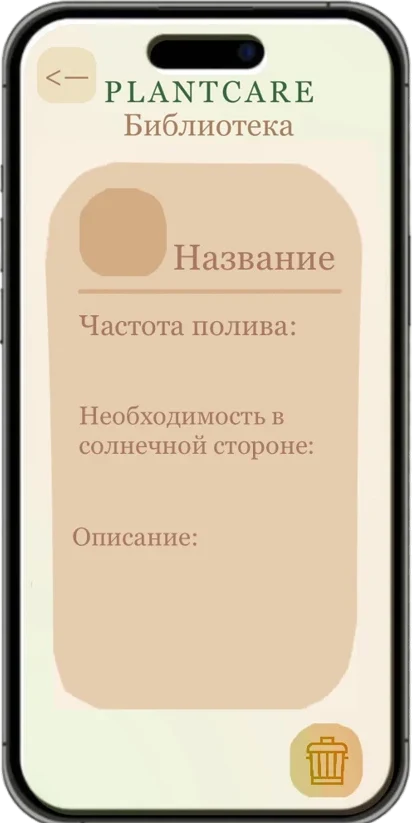 <—
PLANTCARE
Библиотека
Название
Частота полива:
Необходимость в
солнечной стороне:
Описание: